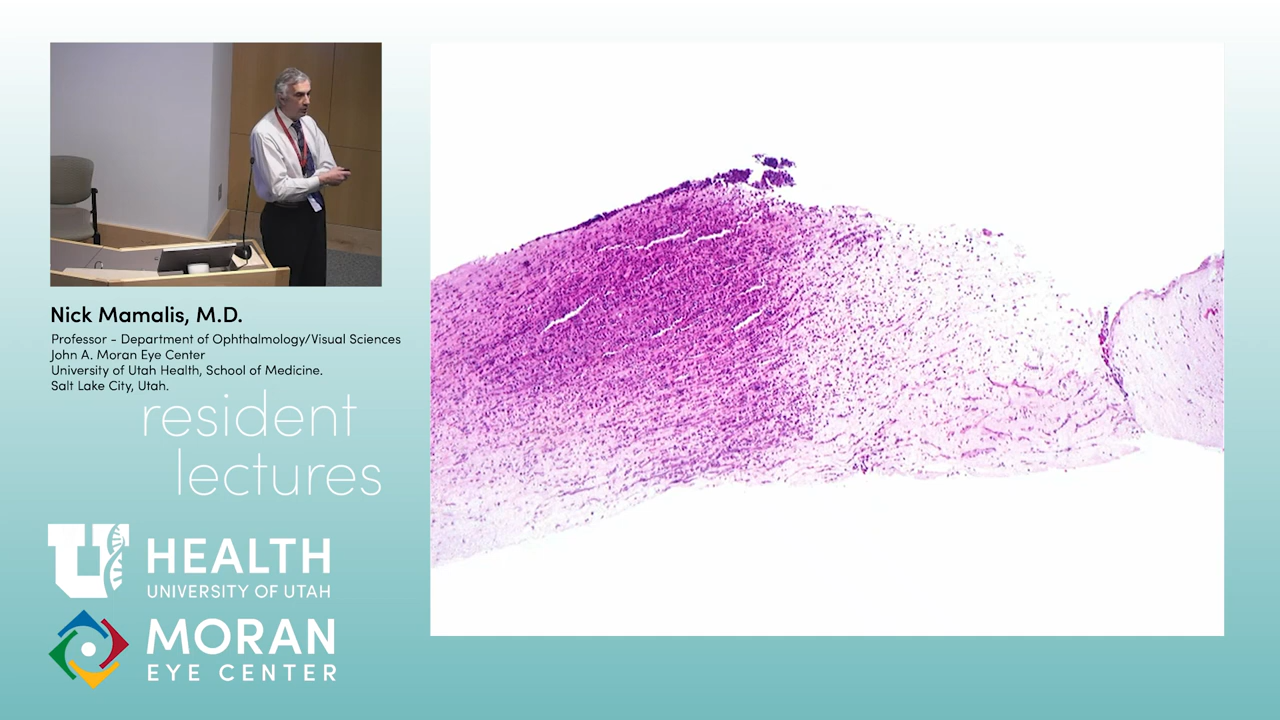 Nick Mamalis, M.D.
Professor - Department of Ophthalmology/Visual Sciences
John A. Moran Eye Center
University of Utah Health, School of Medicine.
Salt Lake City, Utah.
resident
lectures
U HEALTH
UNIVERSITY OF UTAH
MORAN
EYE CENTER